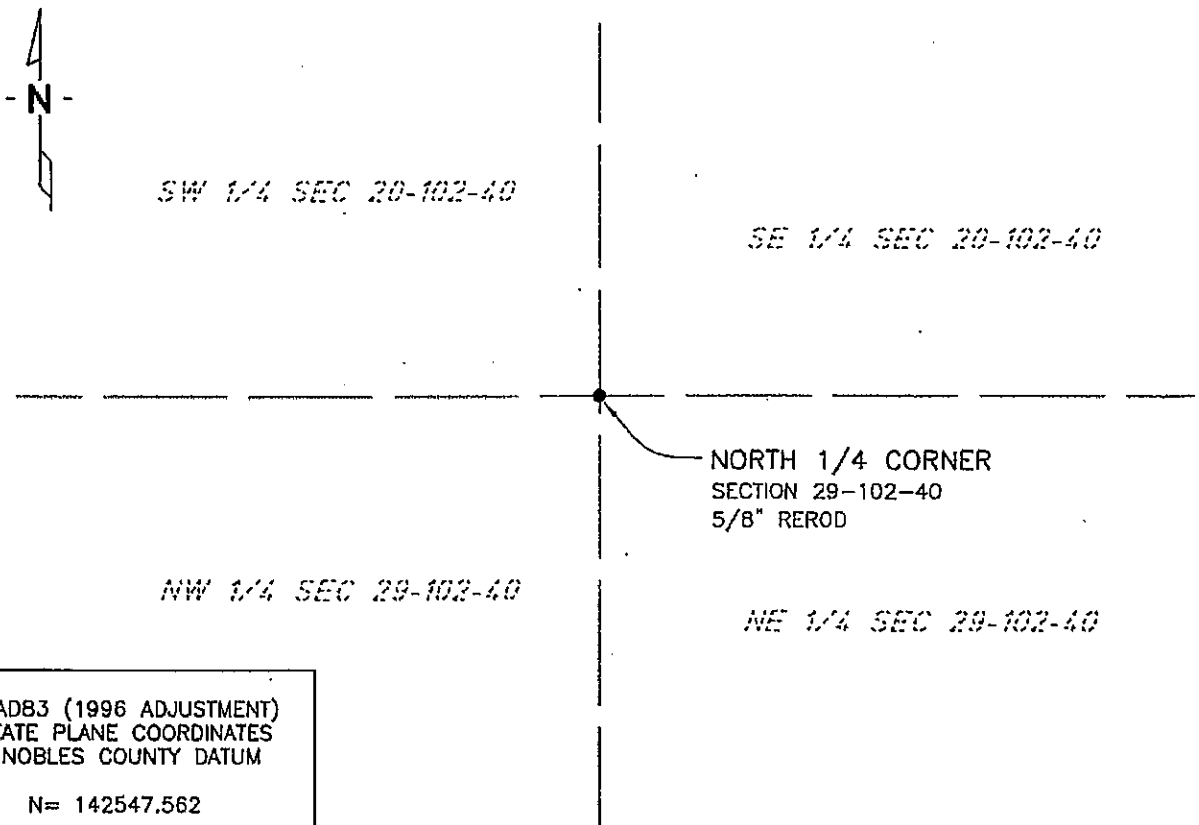 - N -
SW 1/4 SEC 20-102-40
SE 1/4 SEC 20-102-40
NORTH 1/4 CORNER
SECTION 29-102-40
5/8" REROD
NW 1/4 SEC 29-102-40
NE 1/4 SEC 29-102-40
AD83 (1996 ADJUSTMENT)
TATE PLANE COORDINATES
NOBLES COUNTY DATUM
N= 142547.562